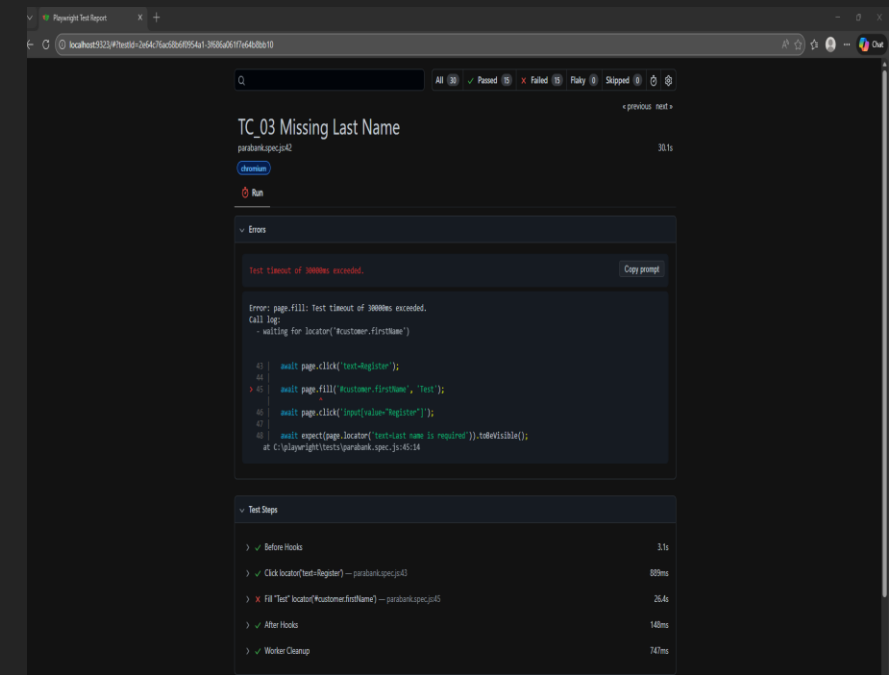 Playwright Test Report
localhost:9323/#?testId=2e64c76ac68b6f0954a1-3f686a061f7e64b8bb10
Chat
All 30 Passed 15 Failed 15 Flaky 0 Skipped 0
« previous next »
TC_03 Missing Last Name
parabank.spec.js:42 30.1s
chromium
Run
Errors
Test timeout of 30000ms exceeded.
Copy prompt
Error: page.fill: Test timeout of 30000ms exceeded.
Call log:
- waiting for locator('#customer.firstName')
43 | await page.click('text=Register');
44 |
> 45 | await page.fill('#customer.firstName', 'Test');
| ^
46 | await page.click('input[value="Register"]');
47 |
48 | await expect(page.locator('text=Last name is required')).toBeVisible();
at C:\playwright\tests\parabank.spec.js:45:14
Test Steps
Before Hooks 3.1s
Click locator('text=Register') — parabank.spec.js:43 889ms
Fill "Test" locator('#customer.firstName') — parabank.spec.js:45 26.4s
After Hooks 148ms
Worker Cleanup 747ms